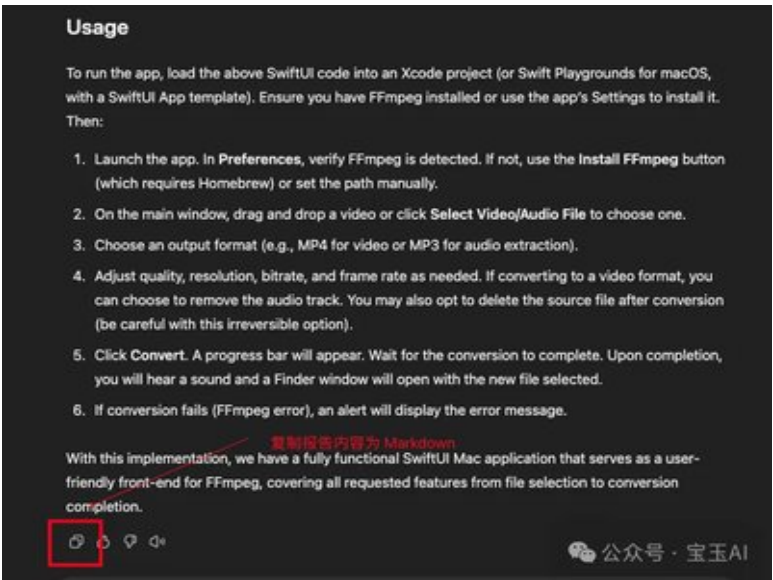 Usage
To run the app, load the above SwiftUI code into an Xcode project (or Swift Playgrounds for macOS,
with a SwiftUI App template). Ensure you have FFmpeg installed or use the app's Settings to install it.
Then:
1. Launch the app. In Preferences, verify FFmpeg is detected. If not, use the Install FFmpeg button
(which requires Homebrew) or set the path manually.
2. On the main window, drag and drop a video or click Select Video/Audio File to choose one.
3. Choose an output format (e.g., MP4 for video or MP3 for audio extraction).
4. Adjust quality, resolution, bitrate, and frame rate as needed. If converting to a video format, you
can choose to remove the audio track. You may also opt to delete the source file after conversion
(be careful with this irreversible option).
5. Click Convert. A progress bar will appear. Wait for the conversion to complete. Upon completion,
you will hear a sound and a Finder window will open with the new file selected.
6. If conversion fails (FFmpeg error), an alert will display the error message.
复制报告内容为 Markdown
With this implementation, we have a fully functional SwiftUI Mac application that serves as a user-
friendly front-end for FFmpeg, covering all requested features from file selection to conversion
completion.
公众号 · 宝玉AI